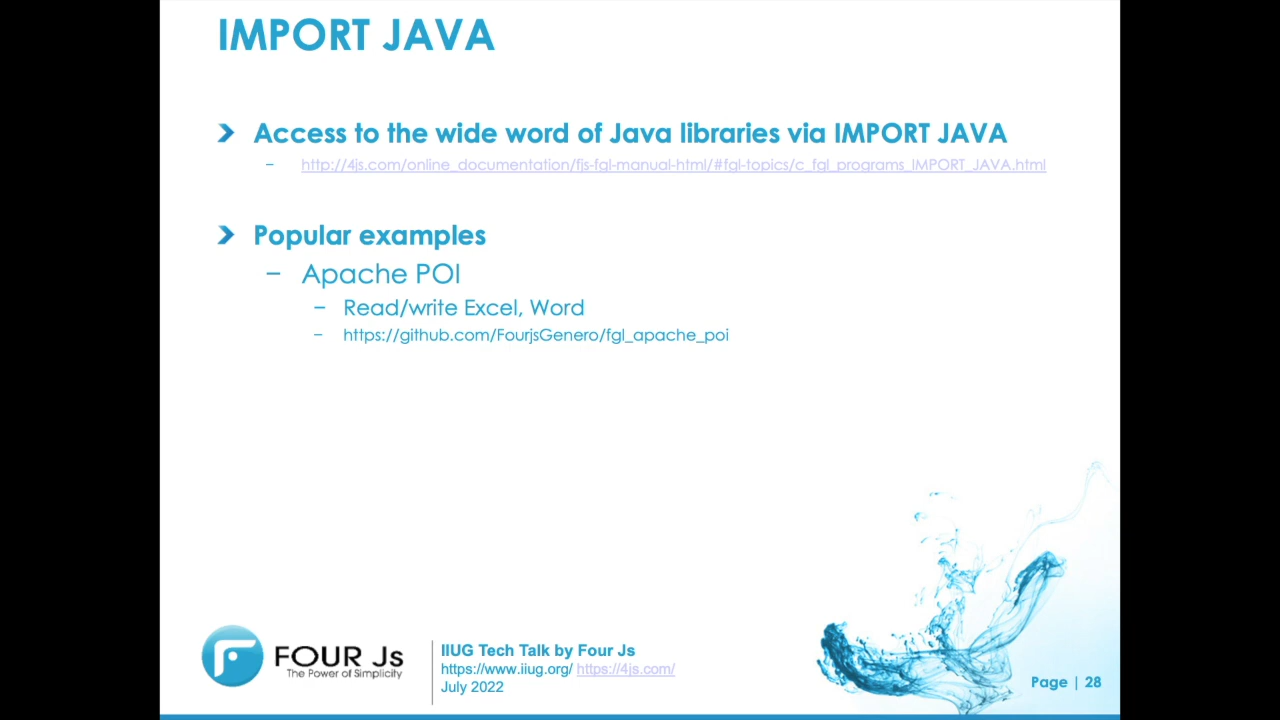 IMPORT JAVA
Access to the wide word of Java libraries via IMPORT JAVA
– http://4js.com/online_documentation/fjs-fgl-manual-html/#fgl-topics/c_fgl_programs_IMPORT_JAVA.html
Popular examples
– Apache POI
– Read/write Excel, Word
– https://github.com/FourjsGenero/fgl_apache_poi
FOUR Js
The Power of Simplicity
IIUG Tech Talk by Four Js
https://www.iiug.org/ https://4js.com/
July 2022
Page | 28